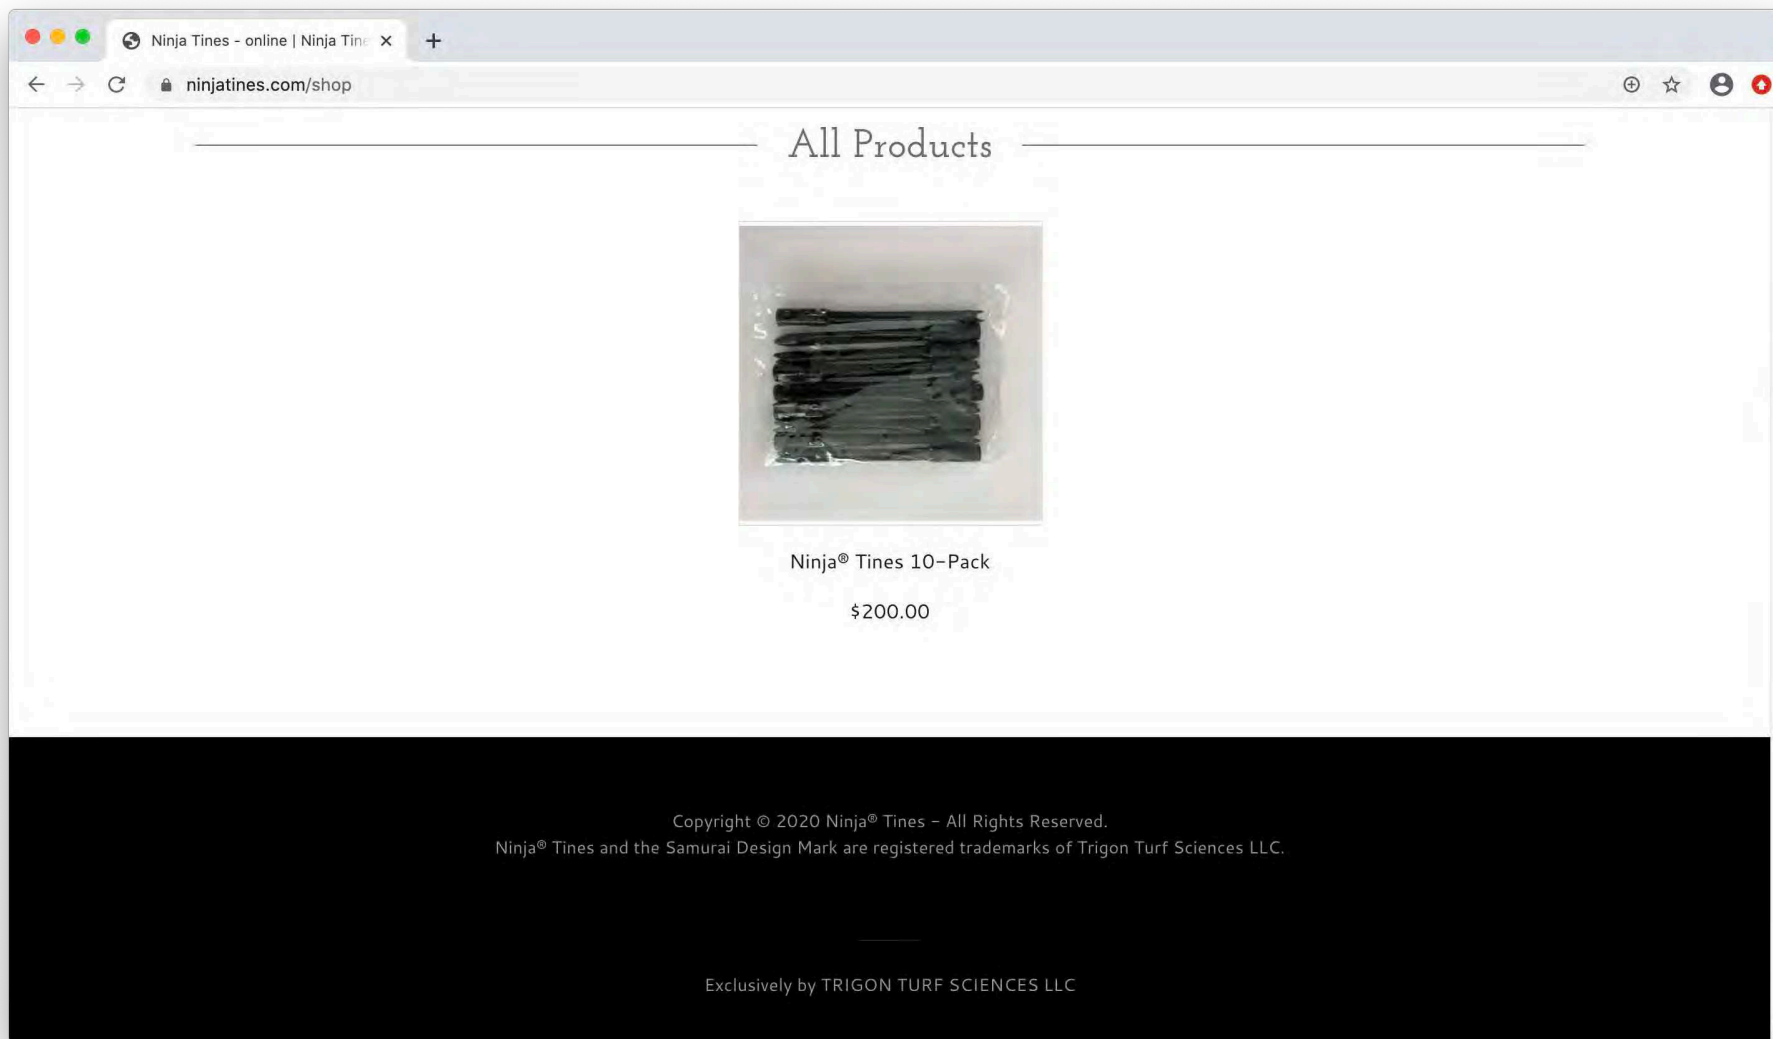 Ninja Tines - online | Ninja Tine
ninjatines.com/shop
All Products
Ninja® Tines 10-Pack
$200.00
Copyright © 2020 Ninja® Tines - All Rights Reserved.
Ninja® Tines and the Samurai Design Mark are registered trademarks of Trigon Turf Sciences LLC.
Exclusively by TRIGON TURF SCIENCES LLC